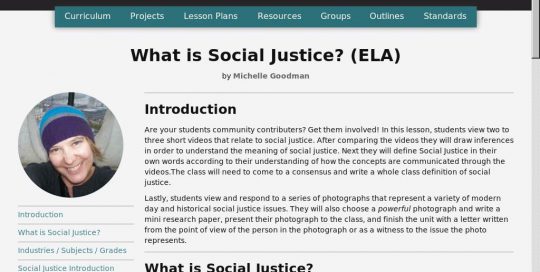 Curriculum Projects Lesson Plans Resources Groups Outlines Standards
What is Social Justice? (ELA)
by Michelle Goodman
Introduction
What is Social Justice?
Industries / Subjects / Grades
Social Justice Introduction
Introduction
Are your students community contributers? Get them involved! In this lesson, students view two to
three short videos that relate to social justice. After comparing the videos they will draw inferences
in order to understand the meaning of social justice. Next they will define Social Justice in their
own words according to their understanding of how the concepts are communicated through the
videos.The class will need to come to a consensus and write a whole class definition of social
justice.
Lastly, students view and respond to a series of photographs that represent a variety of modern
day and historical social justice issues. They will also choose a powerful photograph and write a
mini research paper, present their photograph to the class, and finish the unit with a letter written
from the point of view of the person in the photograph or as a witness to the issue the photo
represents.
What is Social Justice?